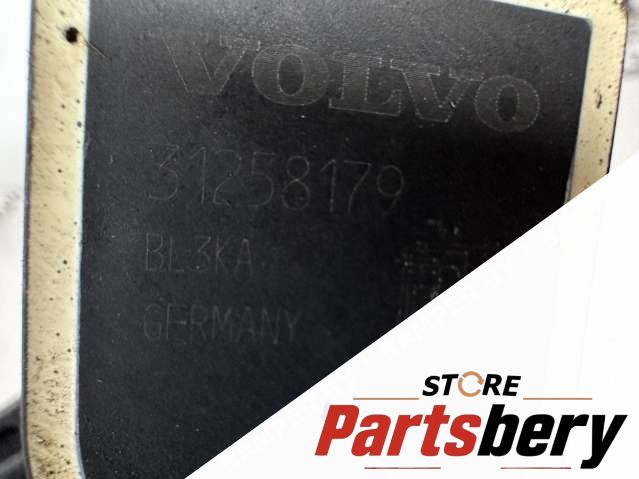 VOLVO
31258179
BL3KA
GERMANY
STORE
Partsbery